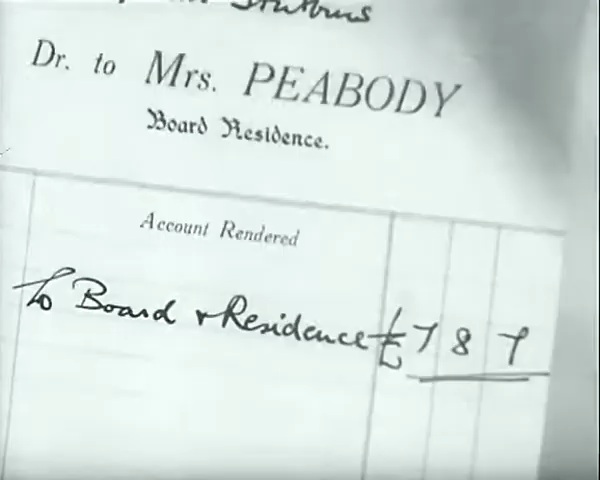 Dr. to Mrs. PEABODY
Board Residence.
Account Rendered
To Board & Residence £ 7 8 7